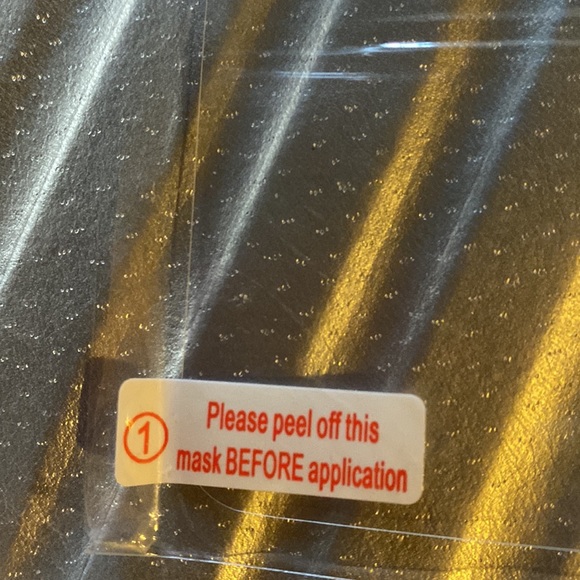 1
Please peel off this
mask BEFORE application